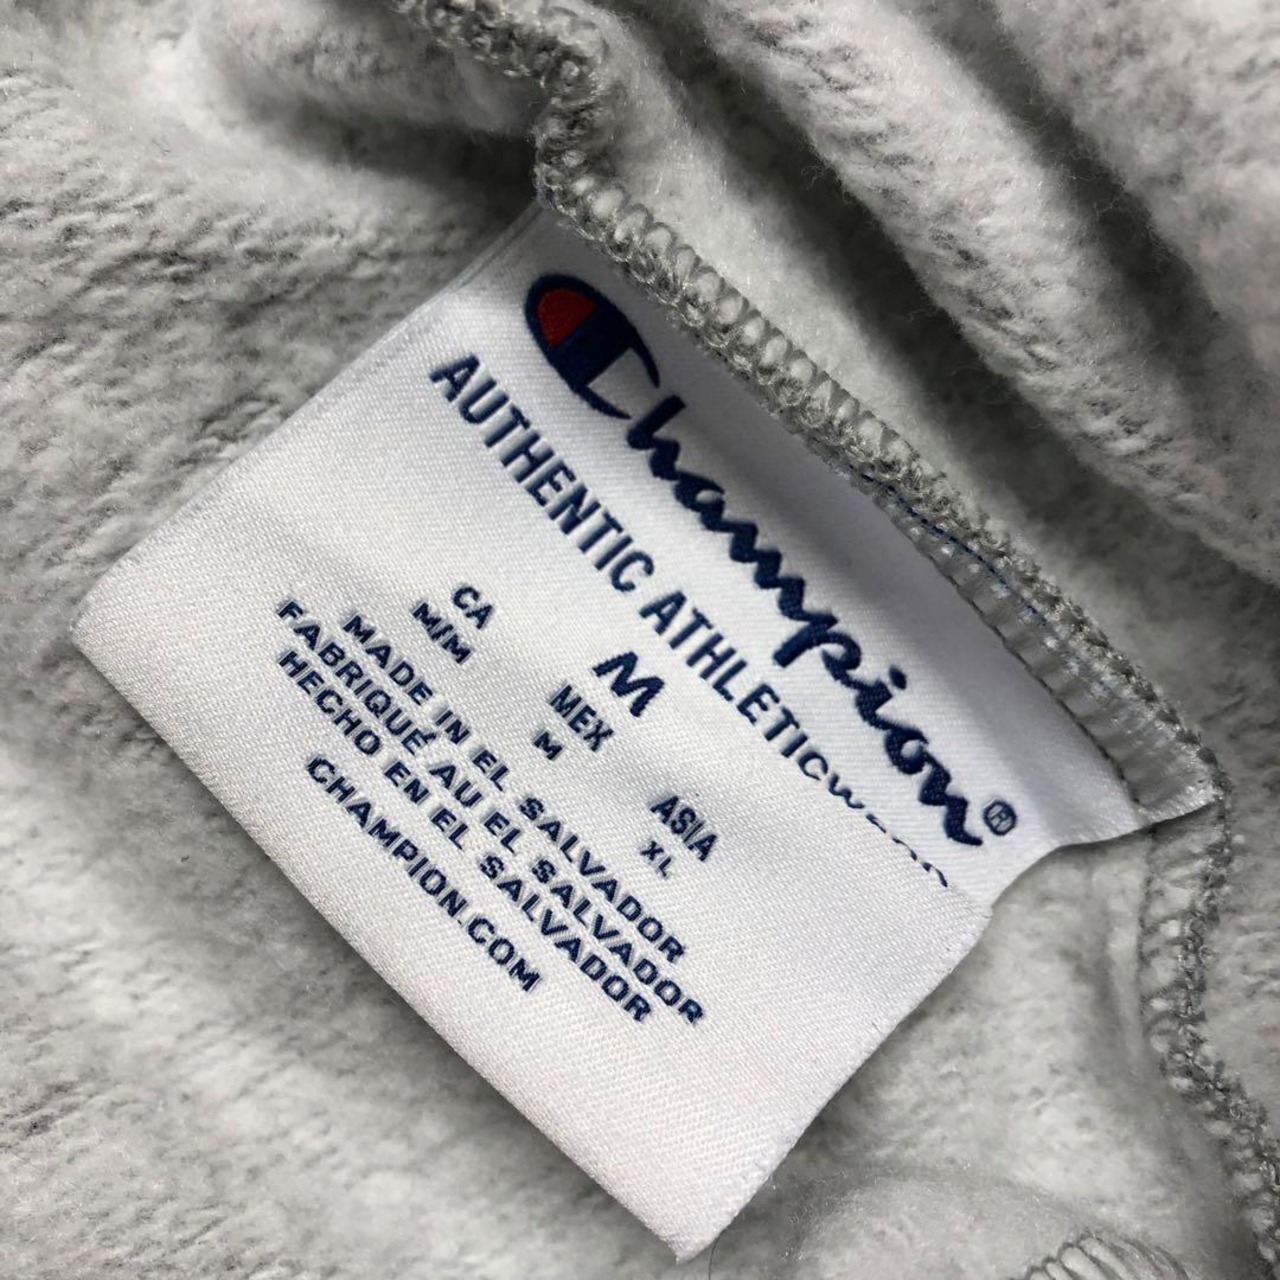 Champion®
AUTHENTIC ATHLETICWEAR
M
CA MEX ASIA
M/M M XL
MADE IN EL SALVADOR
FABRIQUÉ AU EL SALVADOR
HECHO EN EL SALVADOR
CHAMPION.COM